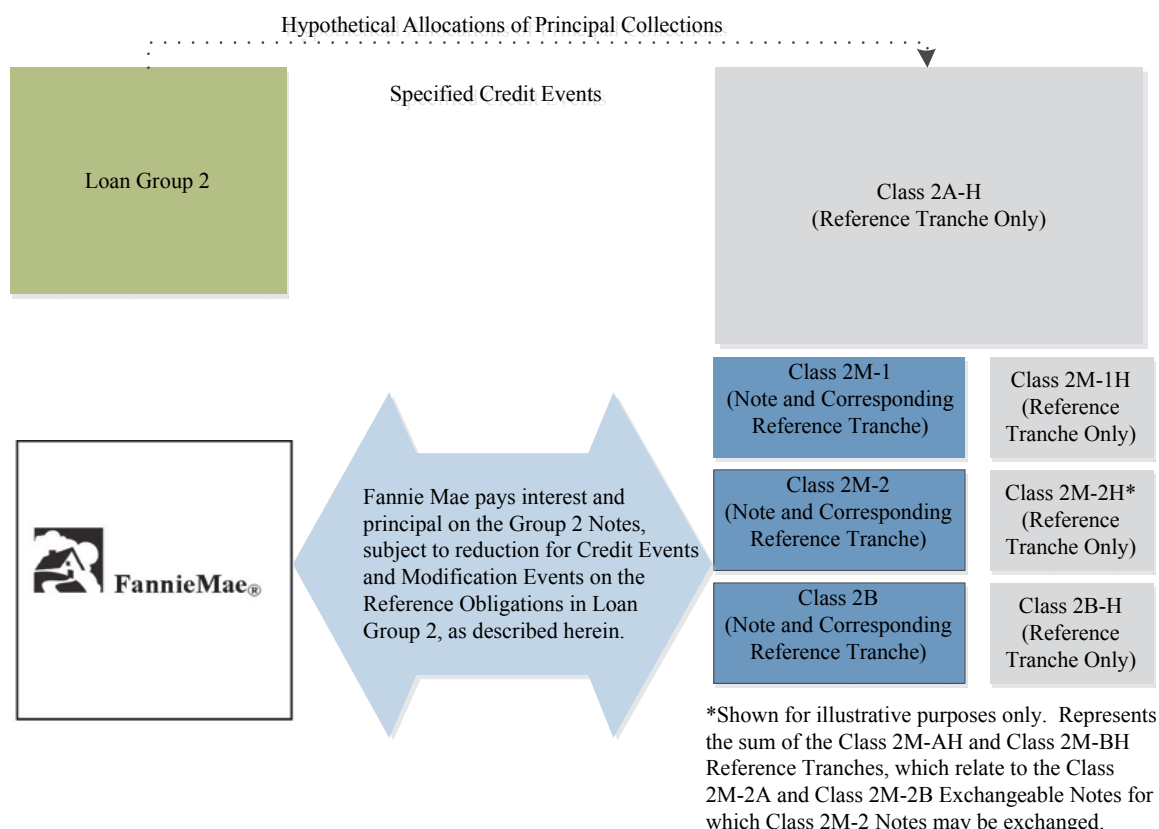 Hypothetical Allocations of Principal Collections
Specified Credit Events
Loan Group 2
Class 2A-H
(Reference Tranche Only)
Class 2M-1
(Note and Corresponding
Reference Tranche)
Class 2M-1H
(Reference
Tranche Only)
Class 2M-2
(Note and Corresponding
Reference Tranche)
Class 2M-2H*
(Reference
Tranche Only)
Class 2B
(Note and Corresponding
Reference Tranche)
Class 2B-H
(Reference
Tranche Only)
FannieMae®
Fannie Mae pays interest and
principal on the Group 2 Notes,
subject to reduction for Credit Events
and Modification Events on the
Reference Obligations in Loan
Group 2, as described herein.
*Shown for illustrative purposes only. Represents
the sum of the Class 2M-AH and Class 2M-BH
Reference Tranches, which relate to the Class
2M-2A and Class 2M-2B Exchangeable Notes for
which Class 2M-2 Notes may be exchanged.